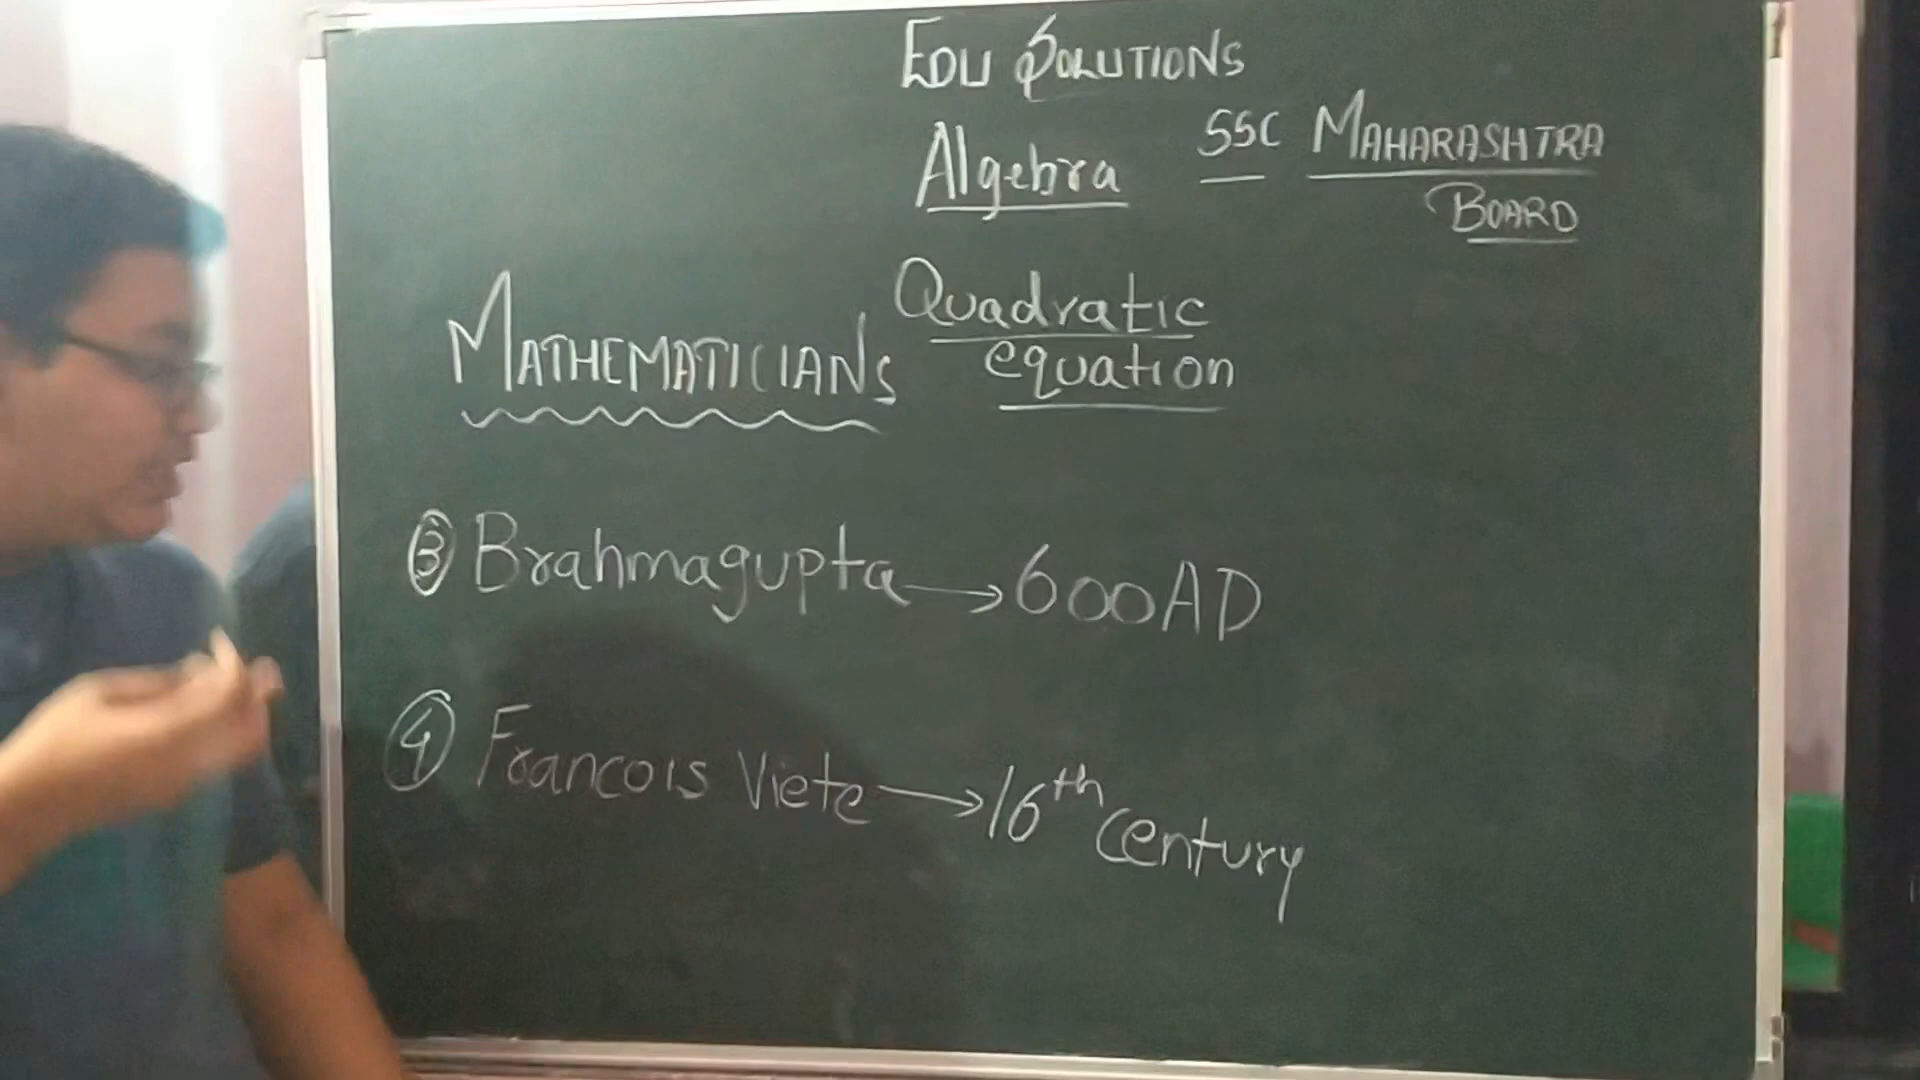 EDU SOLUTIONS
Algebra SSC MAHARASHTRA
BOARD
Quadratic
equation
MATHEMATICIANS
③ Brahmagupta → 600AD
④ Francois Viete → 16th century